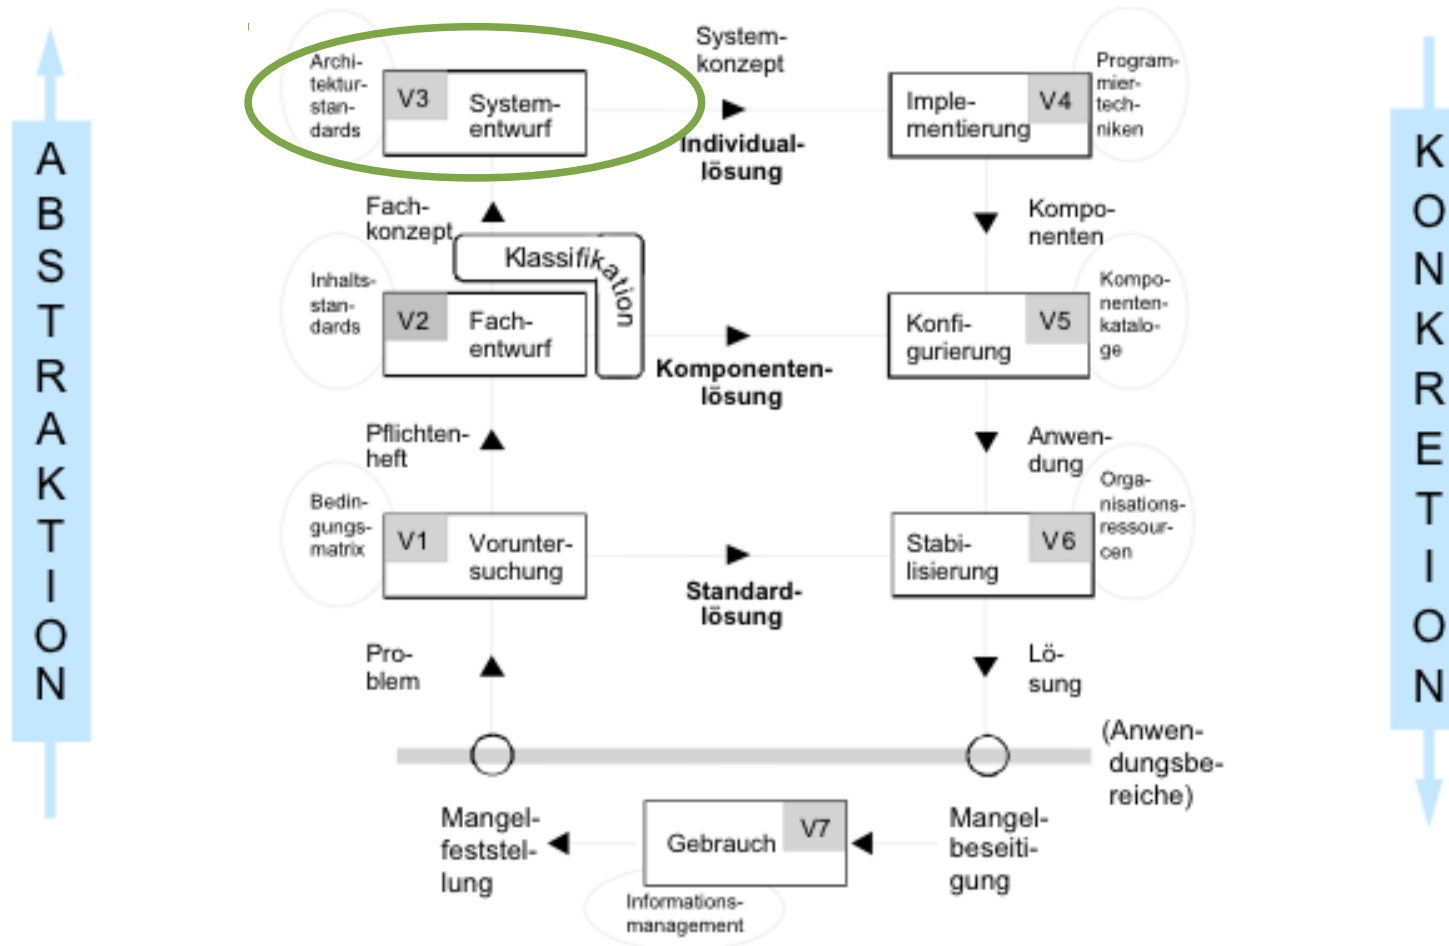 A
B
S
T
R
A
K
T
I
O
N
Archi-
tektur-
stan-
dards
V3
System-
entwurf
System-
konzept
Individual-
lösung
Imple-
mentierung
V4
Program-
mier-
tech-
niken
Fach-
konzept
Klassifikation
Kompo-
nenten
Inhalts-
stan-
dards
V2
Fach-
entwurf
Komponenten-
lösung
Konfi-
gurierung
V5
Kompo-
nenten-
katalo-
ge
Pflichten-
heft
Anwen-
dung
Bedin-
gungs-
matrix
V1
Vorunter-
suchung
Standard-
lösung
Stabi-
lisierung
V6
Orga-
nisations-
ressour-
cen
Pro-
blem
Lö-
sung
(Anwen-
dungsbe-
reiche)
Mangel-
feststel-
lung
Gebrauch
V7
Mangel-
beseiti-
gung
Informations-
management
K
O
N
K
R
E
T
I
O
N